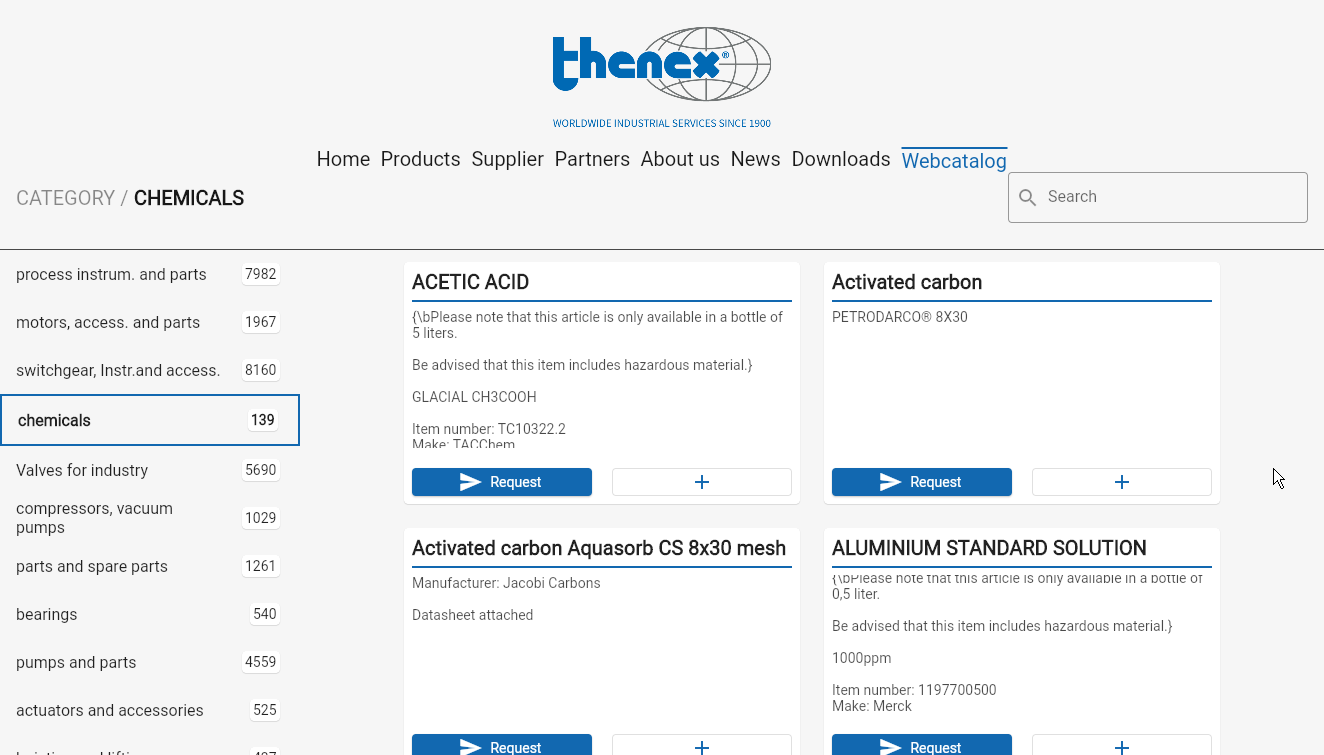 thenex®
WORLDWIDE INDUSTRIAL SERVICES SINCE 1900
Home Products Supplier Partners About us News Downloads Webcatalog
CATEGORY / CHEMICALS
Search
process instrum. and parts 7982
motors, access. and parts 1967
switchgear, Instr.and access. 8160
chemicals 139
Valves for industry 5690
compressors, vacuum
pumps 1029
parts and spare parts 1261
bearings 540
pumps and parts 4559
actuators and accessories 525
ACETIC ACID
{\bPlease note that this article is only available in a bottle of
5 liters.
Be advised that this item includes hazardous material.}
GLACIAL CH3COOH
Item number: TC10322.2
Make: TACChem
Request +
Activated carbon
PETRODARCO® 8X30
Request +
Activated carbon Aquasorb CS 8x30 mesh
Manufacturer: Jacobi Carbons
Datasheet attached
Request +
ALUMINIUM STANDARD SOLUTION
{\bPlease note that this article is only available in a bottle of
0,5 liter.
Be advised that this item includes hazardous material.}
1000ppm
Item number: 1197700500
Make: Merck
Request +